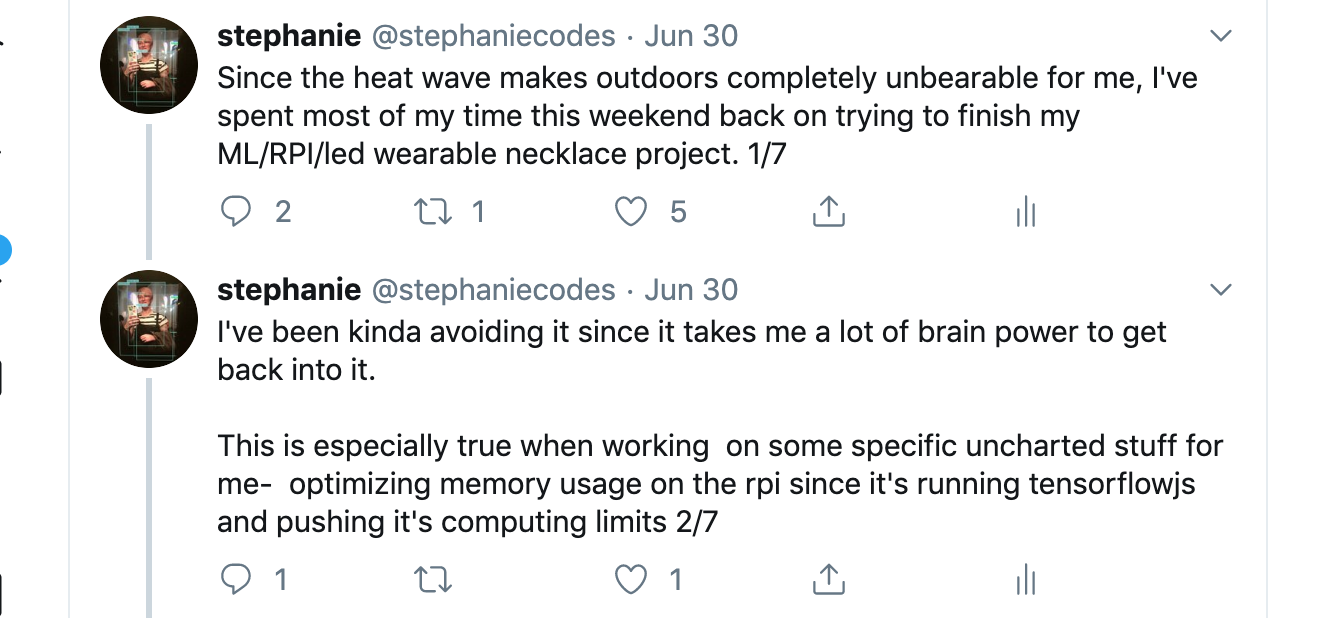 stephanie @stephaniecodes · Jun 30
Since the heat wave makes outdoors completely unbearable for me, I've
spent most of my time this weekend back on trying to finish my
ML/RPI/led wearable necklace project. 1/7
2 1 5
stephanie @stephaniecodes · Jun 30
I've been kinda avoiding it since it takes me a lot of brain power to get
back into it.
This is especially true when working  on some specific uncharted stuff for
me-  optimizing memory usage on the rpi since it's running tensorflowjs
and pushing it's computing limits 2/7
1 1